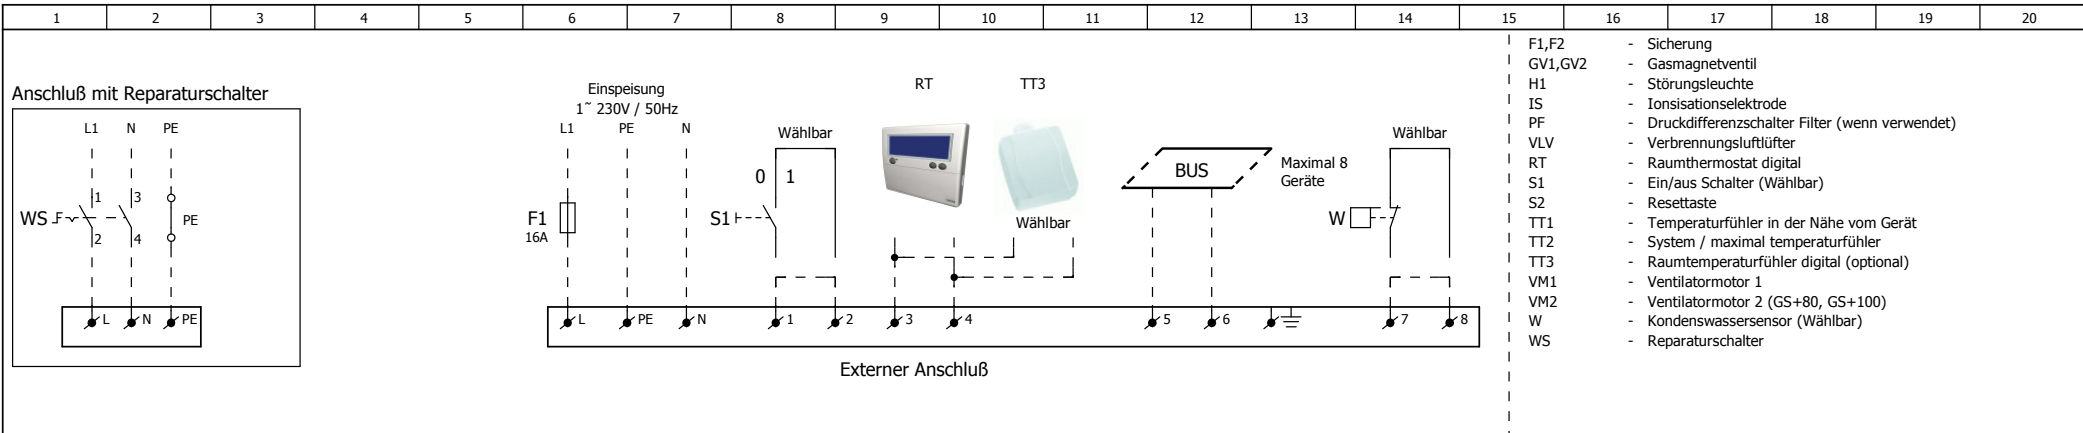 1 2 3 4 5 6 7 8 9 10 11 12 13 14 15 16 17 18 19 20
Anschluß mit Reparaturschalter
L1 N PE
1 3
WS PE
2 4
L N PE
Einspeisung
1~ 230V / 50Hz
L1 PE N
F1
16A
Wählbar
0 1
S1
RT TT3
Wählbar
BUS
Maximal 8
Geräte
Wählbar
W
L PE N 1 2 3 4 5 6 7 8
Externer Anschluß
F1,F2 - Sicherung
GV1,GV2 - Gasmagnetventil
H1 - Störungsleuchte
IS - Ionsisationselektrode
PF - Druckdifferenzschalter Filter (wenn verwendet)
VLV - Verbrennungsluftlüfter
RT - Raumthermostat digital
S1 - Ein/aus Schalter (Wählbar)
S2 - Resettaste
TT1 - Temperaturfühler in der Nähe vom Gerät
TT2 - System / maximal temperaturfühler
TT3 - Raumtemperaturfühler digital (optional)
VM1 - Ventilatormotor 1
VM2 - Ventilatormotor 2 (GS+80, GS+100)
W - Kondenswassersensor (Wählbar)
WS - Reparaturschalter